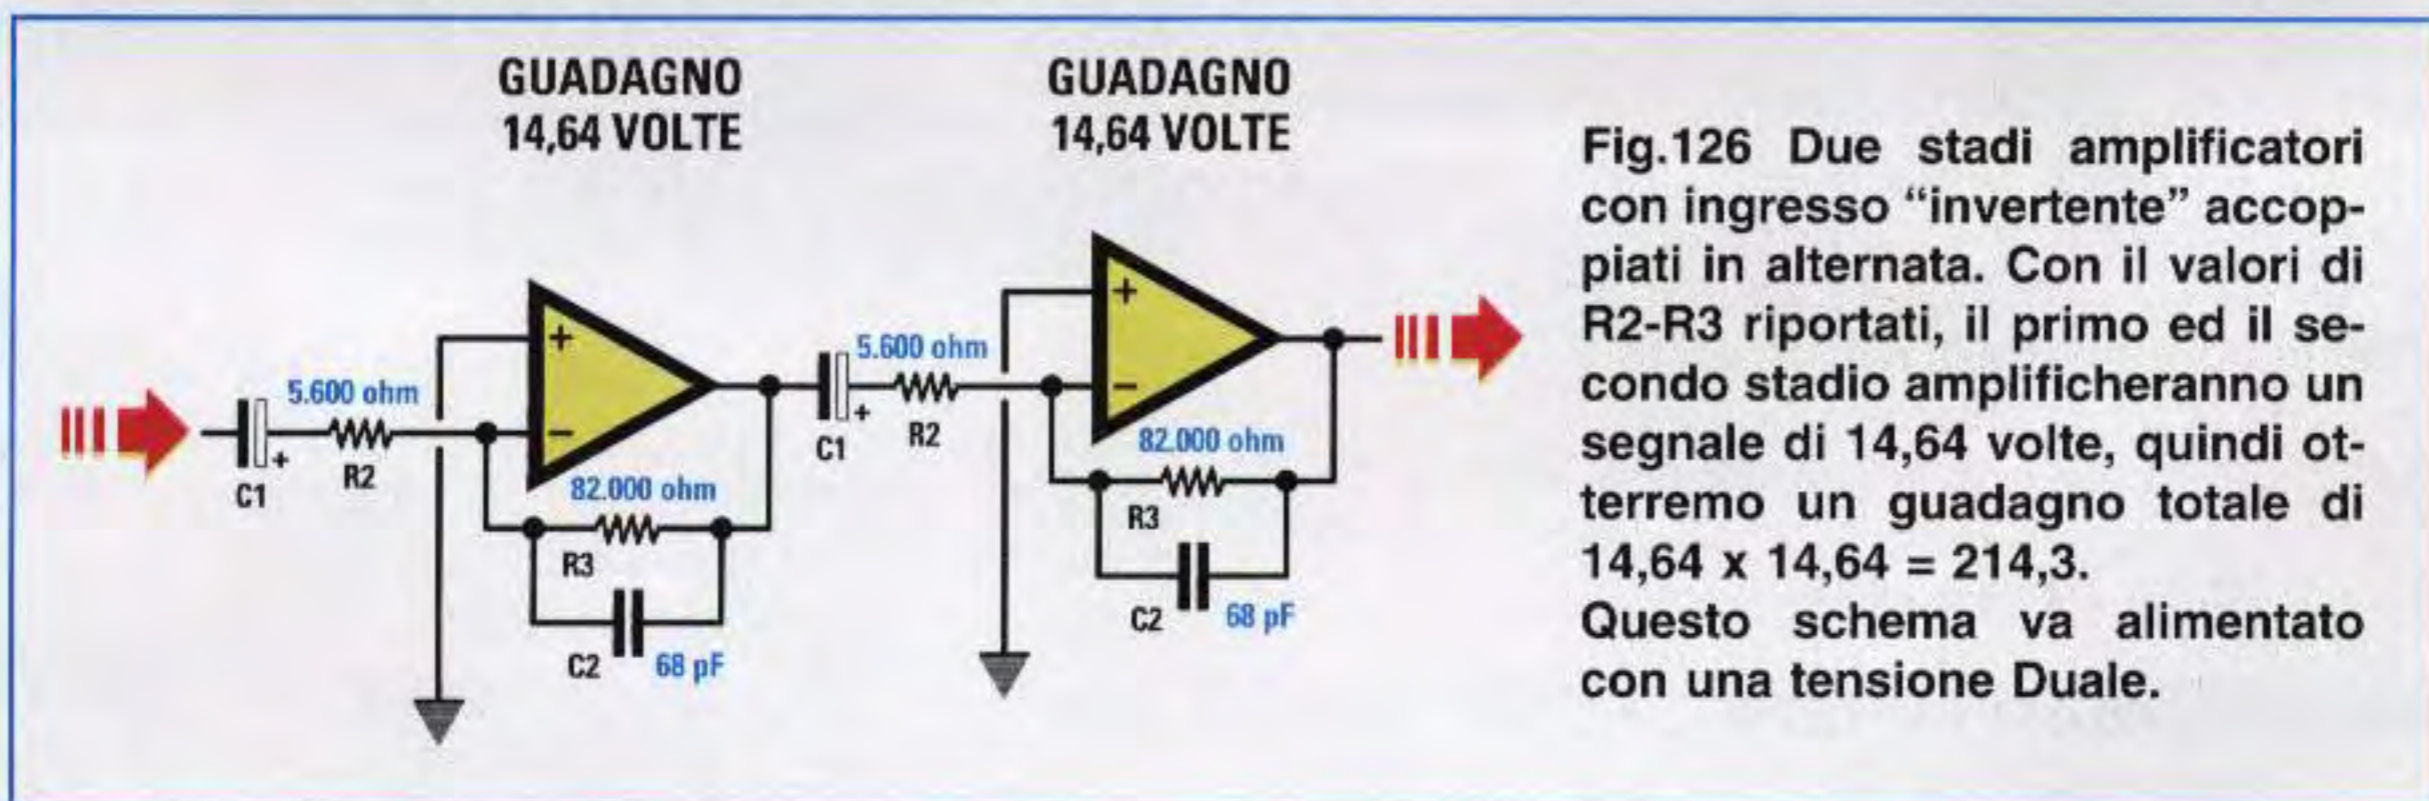 GUADAGNO
14,64 VOLTE
GUADAGNO
14,64 VOLTE
5.600 ohm
+
C1
R2
+
−
82.000 ohm
R3
C2
68 pF
5.600 ohm
+
C1
R2
+
−
82.000 ohm
R3
C2
68 pF
Fig.126 Due stadi amplificatori
con ingresso “invertente” accop-
piati in alternata. Con il valori di
R2-R3 riportati, il primo ed il se-
condo stadio amplificheranno un
segnale di 14,64 volte, quindi ot-
terremo un guadagno totale di
14,64 x 14,64 = 214,3.
Questo schema va alimentato
con una tensione Duale.